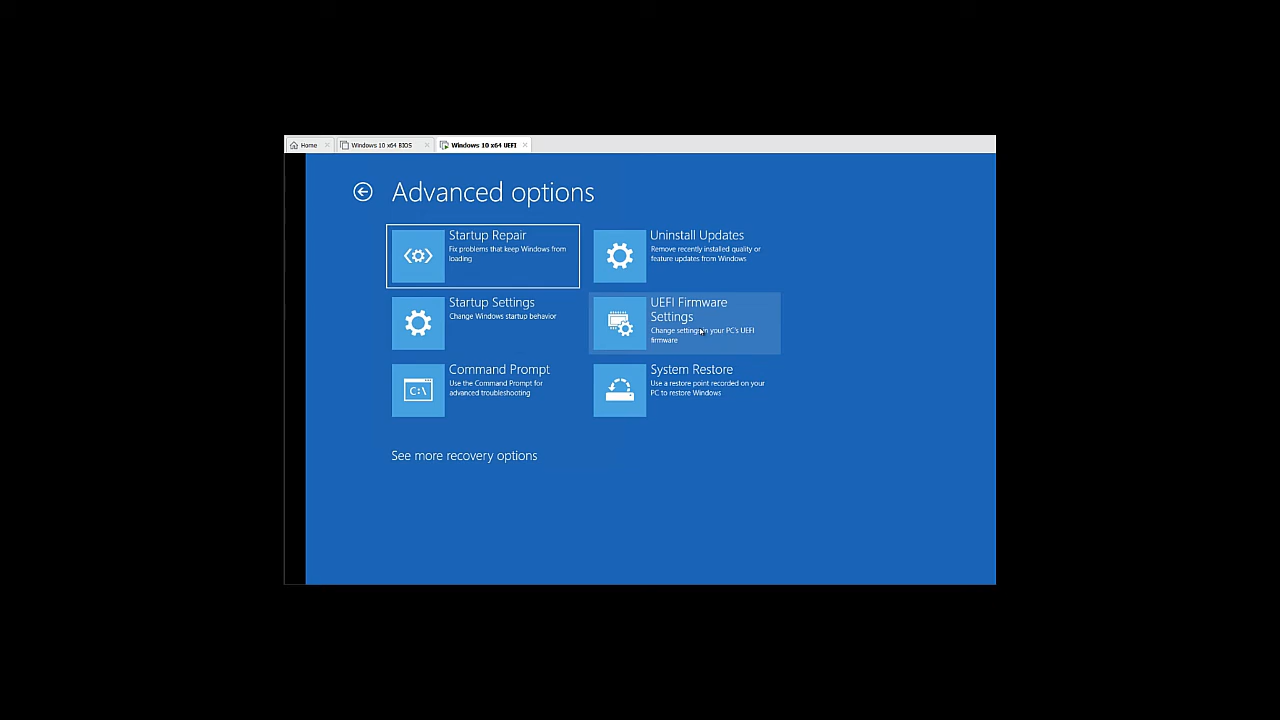 Home
Windows 10 x64 BIOS
Windows 10 x64 UEFI
Advanced options
Startup Repair
Fix problems that keep Windows from
loading
Uninstall Updates
Remove recently installed quality or
feature updates from Windows
Startup Settings
Change Windows startup behavior
UEFI Firmware
Settings
Change settings in your PC's UEFI
firmware
C:\
Command Prompt
Use the Command Prompt for
advanced troubleshooting
System Restore
Use a restore point recorded on your
PC to restore Windows
See more recovery options